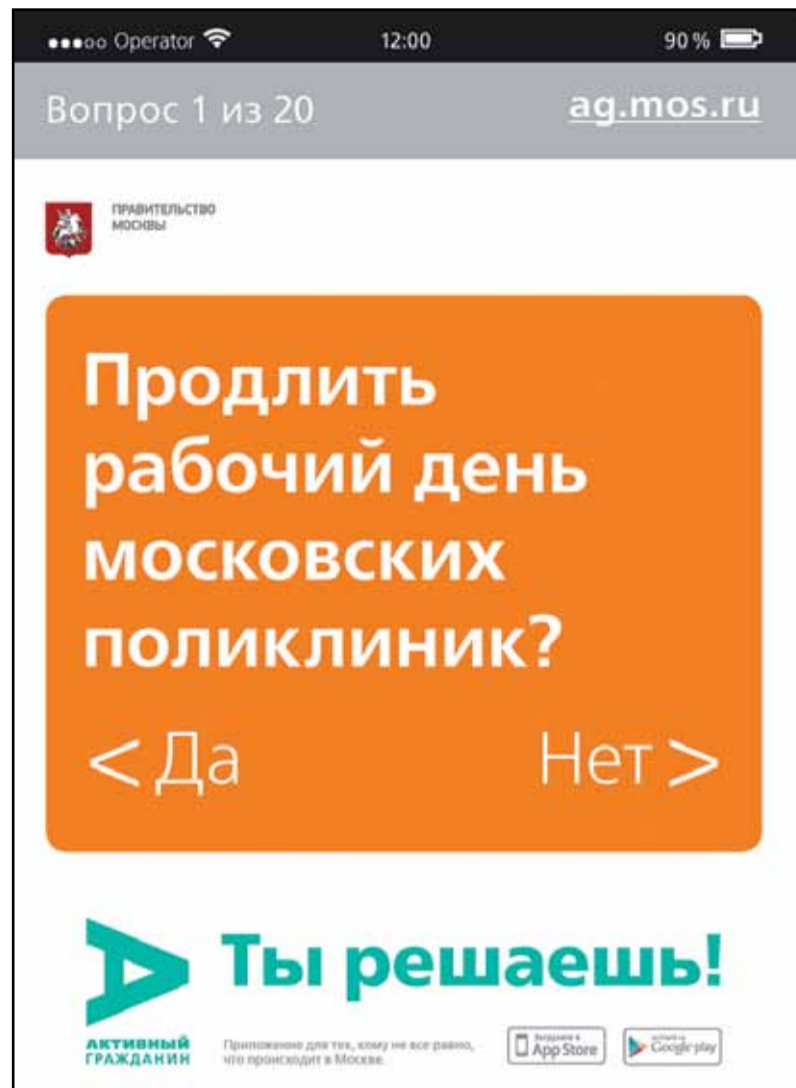 Operator 12:00 90 %
Вопрос 1 из 20 ag.mos.ru
ПРАВИТЕЛЬСТВО
МОСКВЫ
Продлить
рабочий день
московских
поликлиник?
< Да Нет >
Ты решаешь!
АКТИВНЫЙ
ГРАЖДАНИН
Приложение для тех, кому не все равно,
что происходит в Москве.
Загрузите в
App Store
Google play